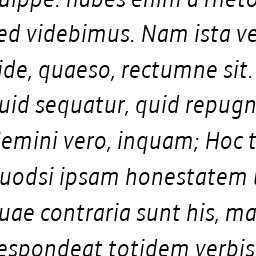 uippe: habes enim a rheto
ed videbimus. Nam ista ve
ide, quaeso, rectumne sit.
uid sequatur, quid repugn
emini vero, inquam; Hoc t
uodsi ipsam honestatem u
uae contraria sunt his, ma
espondeat totidem verbis